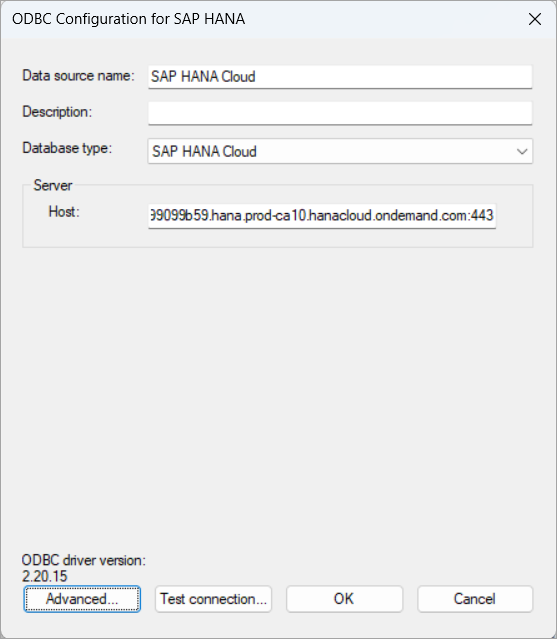 ODBC Configuration for SAP HANA
Data source name: SAP HANA Cloud
Description:
Database type: SAP HANA Cloud
Server
Host: 99099b59.hana.prod-ca10.hanacloud.ondemand.com:443
ODBC driver version:
2.20.15
Advanced... Test connection... OK Cancel